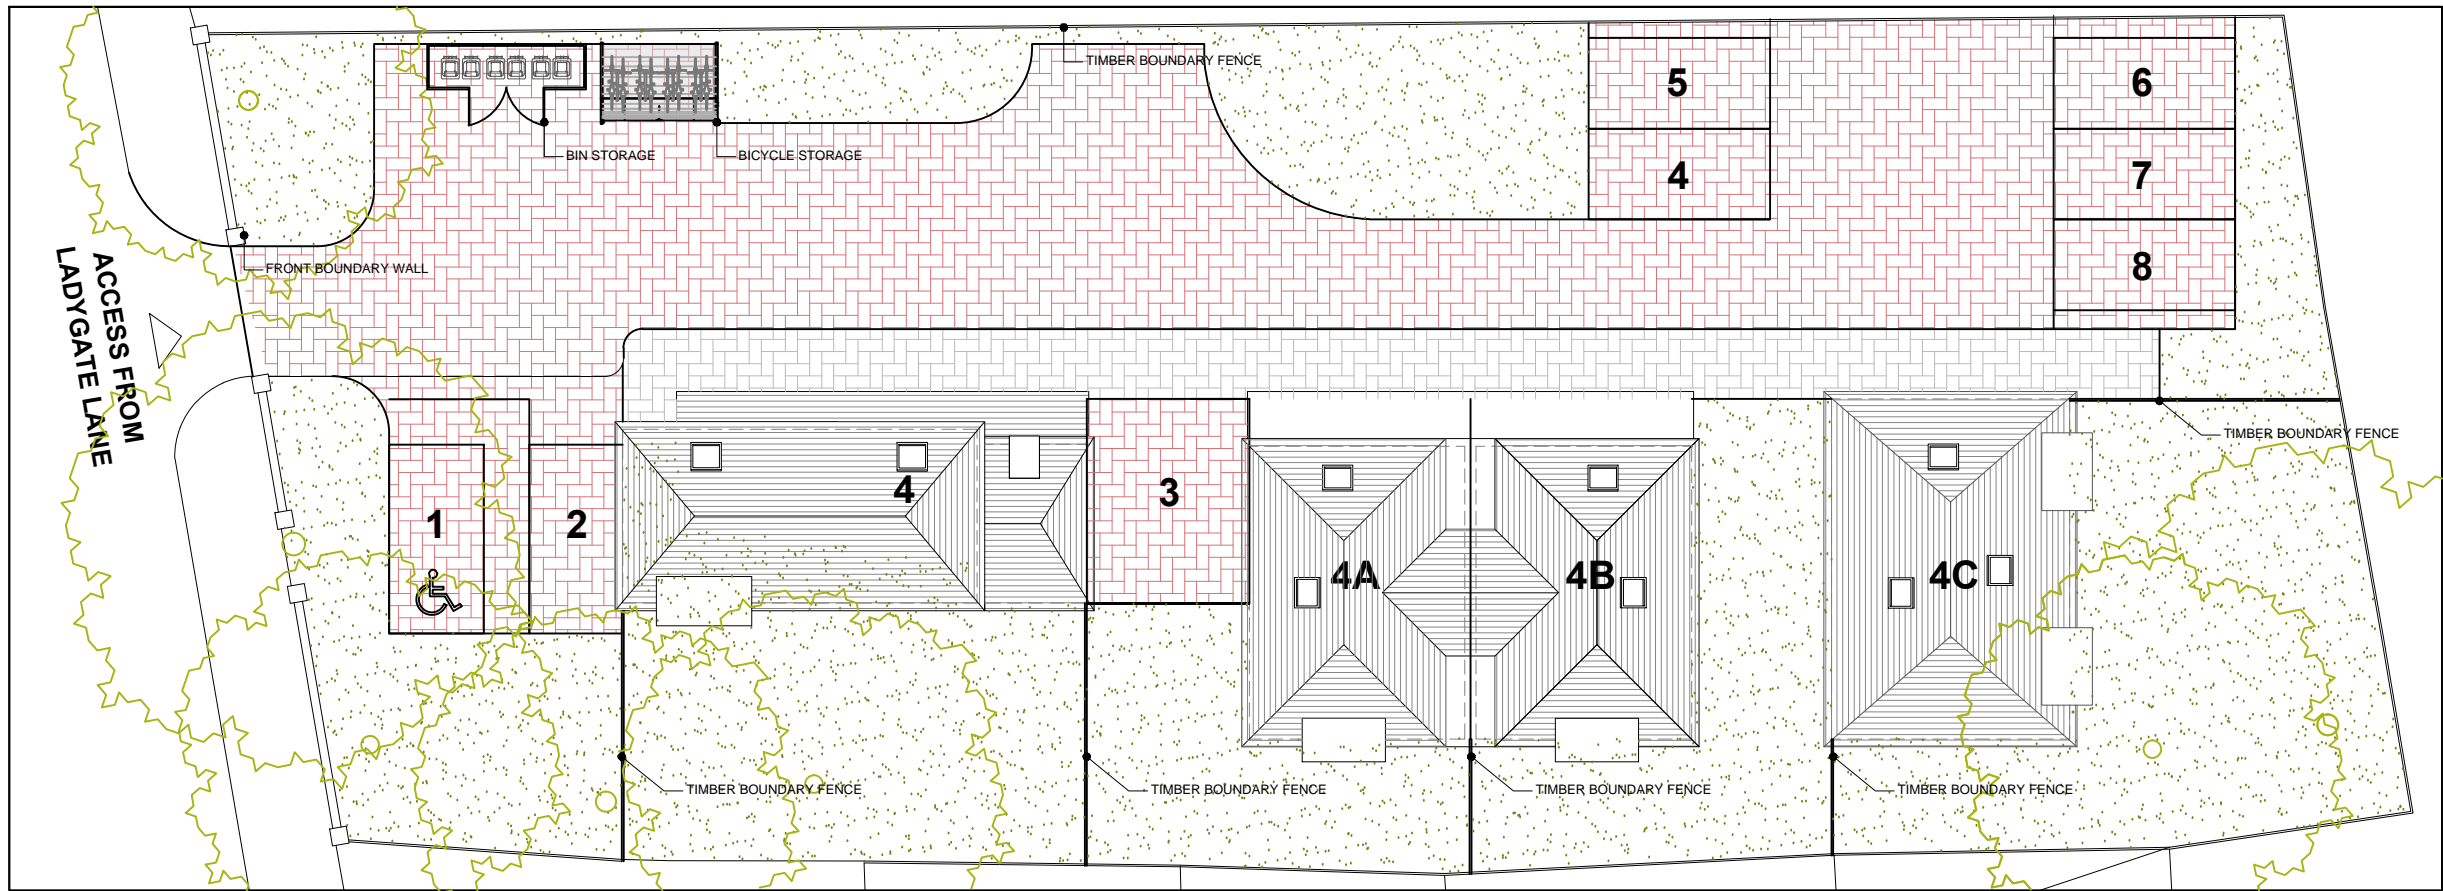 TIMBER BOUNDARY FENCE
5
6
BIN STORAGE
BICYCLE STORAGE
4
7
FRONT BOUNDARY WALL
8
ACCESS FROM
LADYGATE LANE
TIMBER BOUNDARY FENCE
1
2
4
3
4A
4B
4C
TIMBER BOUNDARY FENCE
TIMBER BOUNDARY FENCE
TIMBER BOUNDARY FENCE
TIMBER BOUNDARY FENCE